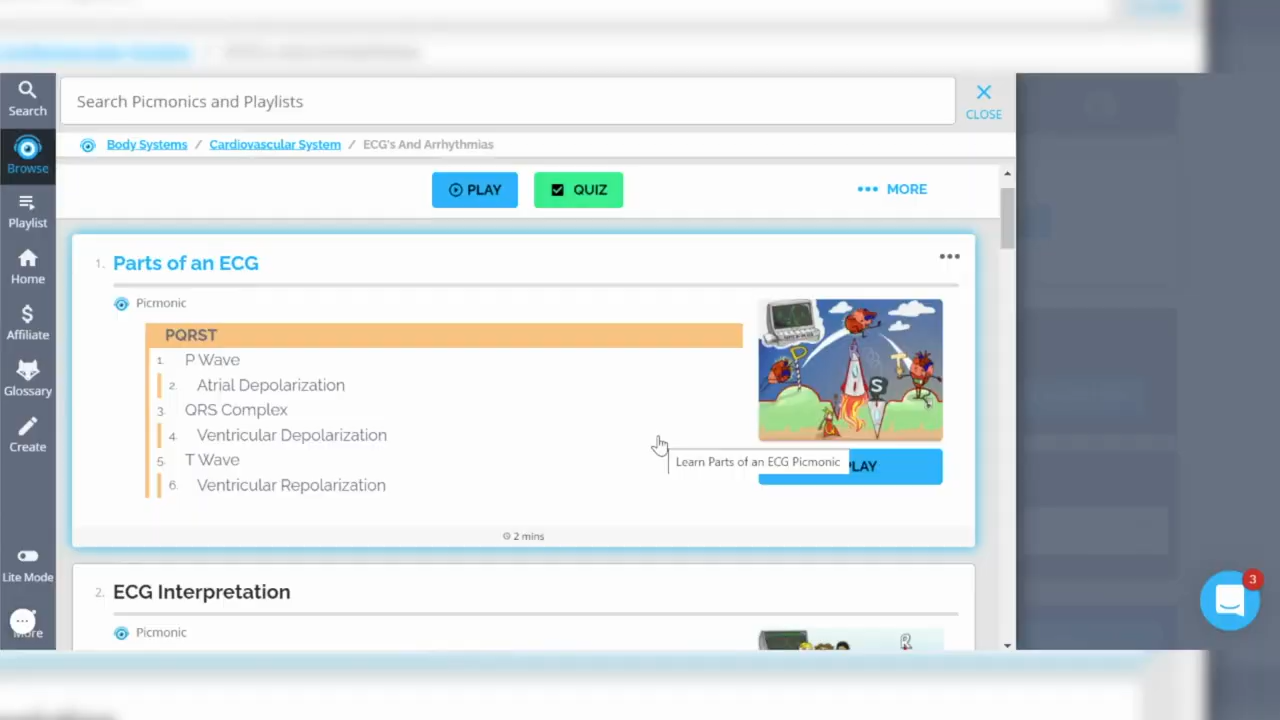 Search Picmonics and Playlists
CLOSE
Search
Browse
Playlist
Home
Affiliate
Glossary
Create
Lite Mode
More
Body Systems / Cardiovascular System / ECG's And Arrhythmias
PLAY
QUIZ
••• MORE
1. Parts of an ECG
•••
Picmonic
PQRST
1. P Wave
2. Atrial Depolarization
3. QRS Complex
4. Ventricular Depolarization
5. T Wave
6. Ventricular Repolarization
P
S
T
Learn Parts of an ECG Picmonic
LAY
2 mins
2. ECG Interpretation
Picmonic
R
3